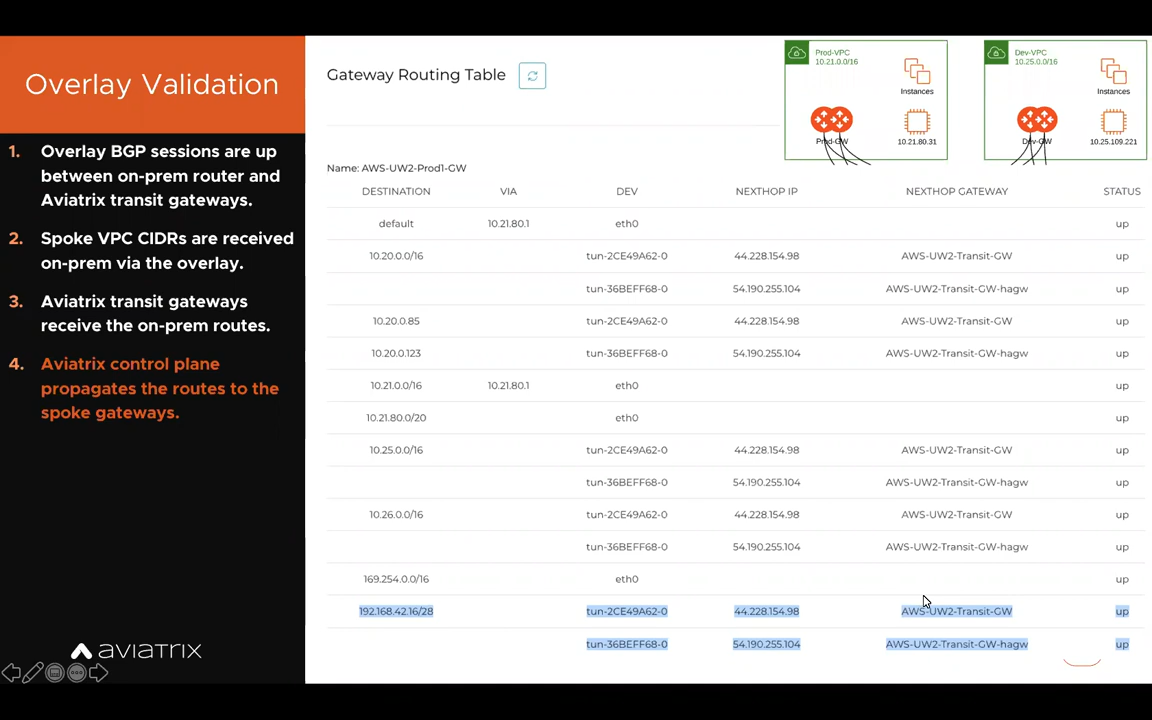 Overlay Validation
1. Overlay BGP sessions are up
between on-prem router and
Aviatrix transit gateways.
2. Spoke VPC CIDRs are received
on-prem via the overlay.
3. Aviatrix transit gateways
receive the on-prem routes.
4. Aviatrix control plane
propagates the routes to the
spoke gateways.
aviatrix
Gateway Routing Table
Prod-VPC
10.21.0.0/16
Instances
Prod-GW
10.21.80.31
Dev-VPC
10.25.0.0/16
Instances
Dev-GW
10.25.109.221
Name: AWS-UW2-Prod1-GW
DESTINATION VIA DEV NEXTHOP IP NEXTHOP GATEWAY STATUS
default 10.21.80.1 eth0 up
10.20.0.0/16 tun-2CE49A62-0 44.228.154.98 AWS-UW2-Transit-GW up
tun-36BEFF68-0 54.190.255.104 AWS-UW2-Transit-GW-hagw up
10.20.0.85 tun-2CE49A62-0 44.228.154.98 AWS-UW2-Transit-GW up
10.20.0.123 tun-36BEFF68-0 54.190.255.104 AWS-UW2-Transit-GW-hagw up
10.21.0.0/16 10.21.80.1 eth0 up
10.21.80.0/20 eth0 up
10.25.0.0/16 tun-2CE49A62-0 44.228.154.98 AWS-UW2-Transit-GW up
tun-36BEFF68-0 54.190.255.104 AWS-UW2-Transit-GW-hagw up
10.26.0.0/16 tun-2CE49A62-0 44.228.154.98 AWS-UW2-Transit-GW up
tun-36BEFF68-0 54.190.255.104 AWS-UW2-Transit-GW-hagw up
169.254.0.0/16 eth0 up
192.168.42.16/28 tun-2CE49A62-0 44.228.154.98 AWS-UW2-Transit-GW up
tun-36BEFF68-0 54.190.255.104 AWS-UW2-Transit-GW-hagw up